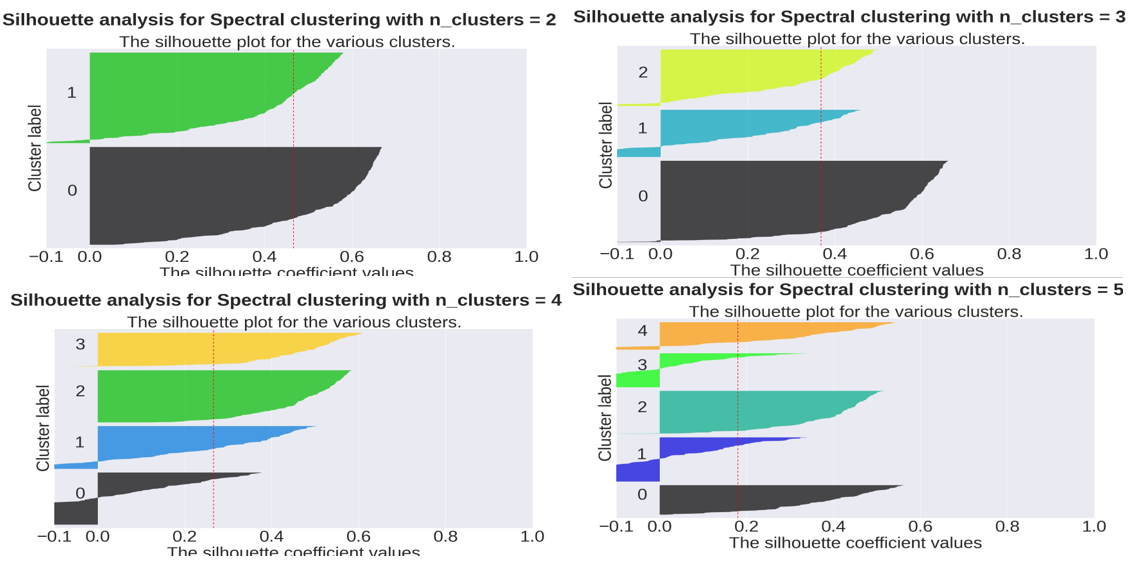 Silhouette analysis for Spectral clustering with n_clusters = 2
The silhouette plot for the various clusters.
Cluster label
1
0
−0.1 0.0 0.2 0.4 0.6 0.8 1.0
The silhouette coefficient values
Silhouette analysis for Spectral clustering with n_clusters = 3
The silhouette plot for the various clusters.
Cluster label
2
1
0
−0.1 0.0 0.2 0.4 0.6 0.8 1.0
The silhouette coefficient values
Silhouette analysis for Spectral clustering with n_clusters = 4
The silhouette plot for the various clusters.
Cluster label
3
2
1
0
−0.1 0.0 0.2 0.4 0.6 0.8 1.0
The silhouette coefficient values
Silhouette analysis for Spectral clustering with n_clusters = 5
The silhouette plot for the various clusters.
Cluster label
4
3
2
1
0
−0.1 0.0 0.2 0.4 0.6 0.8 1.0
The silhouette coefficient values